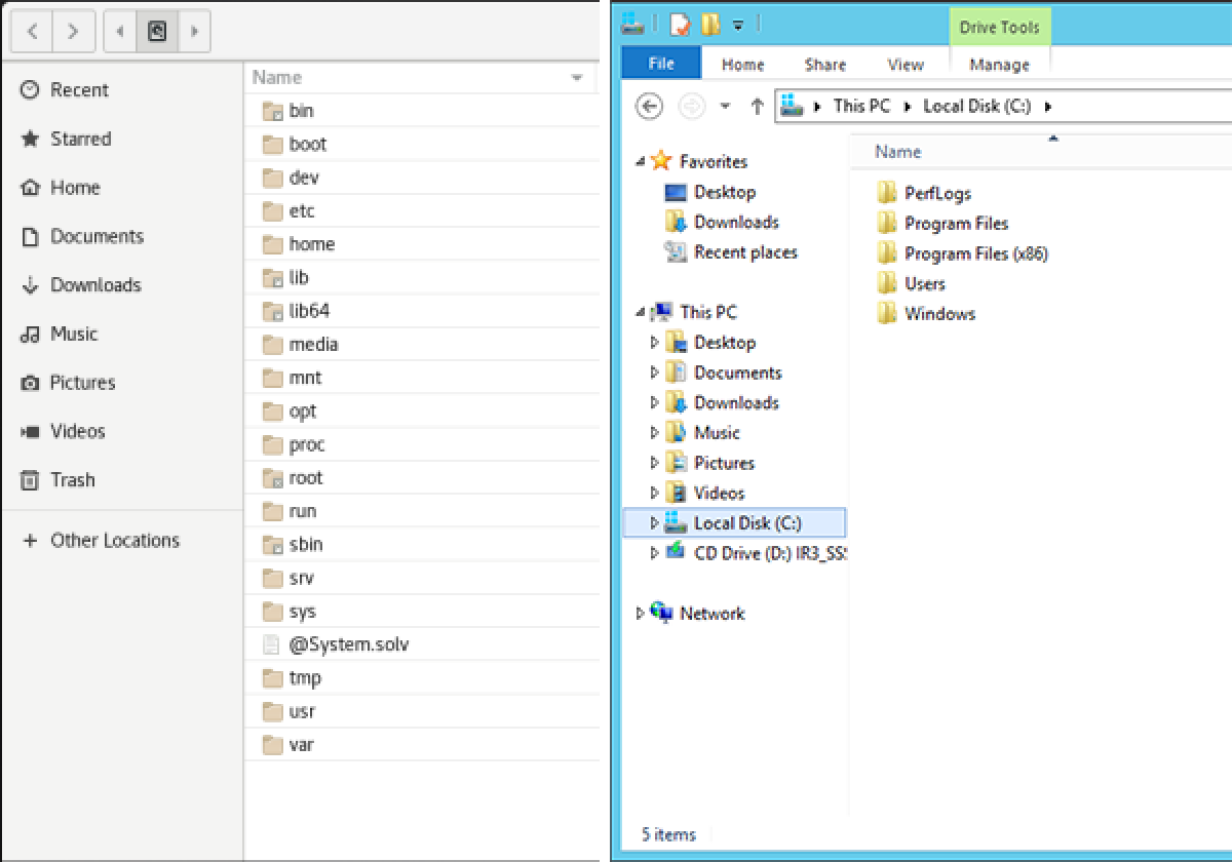 Recent
Starred
Home
Documents
Downloads
Music
Pictures
Videos
Trash
+ Other Locations
Name
bin
boot
dev
etc
home
lib
lib64
media
mnt
opt
proc
root
run
sbin
srv
sys
@System.solv
tmp
usr
var
Drive Tools
File Home Share View Manage
This PC Local Disk (C:)
Favorites
Desktop
Downloads
Recent places
This PC
Desktop
Documents
Downloads
Music
Pictures
Videos
Local Disk (C:)
CD Drive (D:) IR3_SS
Network
Name
PerfLogs
Program Files
Program Files (x86)
Users
Windows
5 items